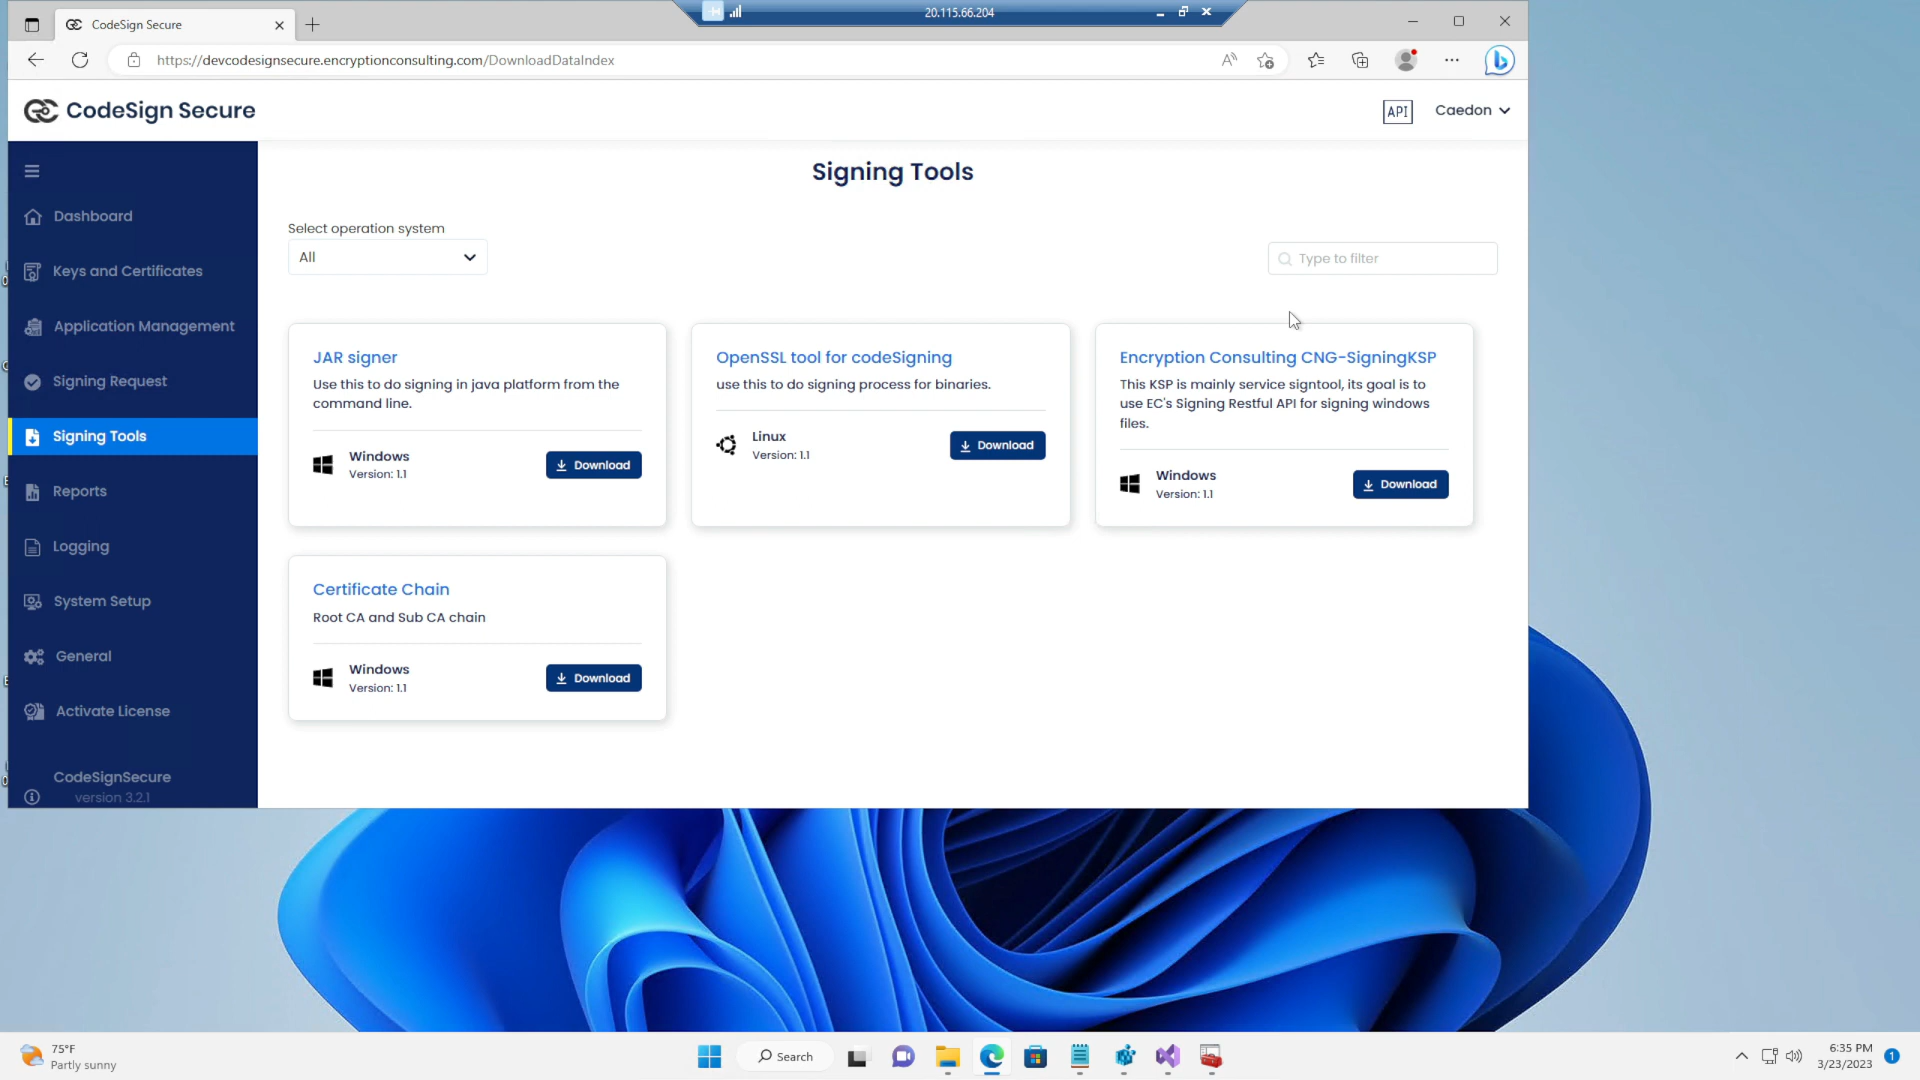 20.115.66.204
CodeSign Secure
https://devcodesignsecure.encryptionconsulting.com/DownloadDataIndex
CodeSign Secure
API
Caedon
Signing Tools
Dashboard
Keys and Certificates
Application Management
Signing Request
Signing Tools
Reports
Logging
System Setup
General
Activate License
CodeSignSecure
version 3.2.1
Select operation system
All
Type to filter
JAR signer
Use this to do signing in java platform from the
command line.
Windows
Version: 1.1
Download
OpenSSL tool for codeSigning
use this to do signing process for binaries.
Linux
Version: 1.1
Download
Encryption Consulting CNG-SigningKSP
This KSP is mainly service signtool, its goal is to
use EC's Signing Restful API for signing windows
files.
Windows
Version: 1.1
Download
Certificate Chain
Root CA and Sub CA chain
Windows
Version: 1.1
Download
75°F
Partly sunny
Search
6:35 PM
3/23/2023
1